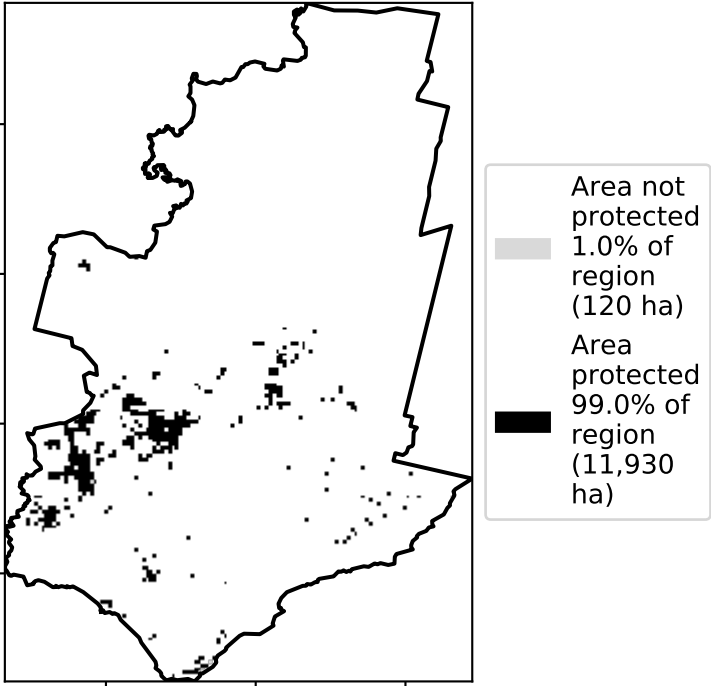 Area not
protected
1.0% of
region
(120 ha)
Area
protected
99.0% of
region
(11,930
ha)